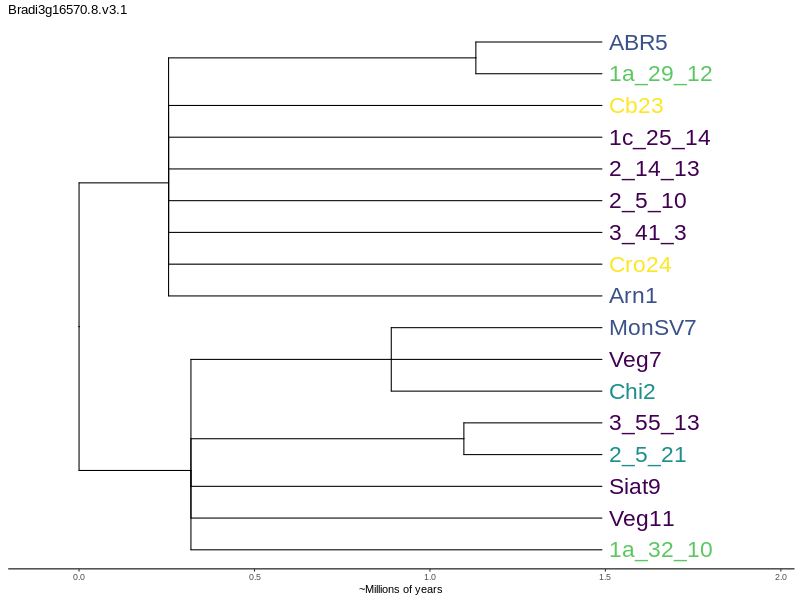 Bradi3g16570.8.v3.1
ABR5
1a_29_12
Cb23
1c_25_14
2_14_13
2_5_10
3_41_3
Cro24
Arn1
MonSV7
Veg7
Chi2
3_55_13
2_5_21
Siat9
Veg11
1a_32_10
0.0 0.5 1.0 1.5 2.0
~Millions of years